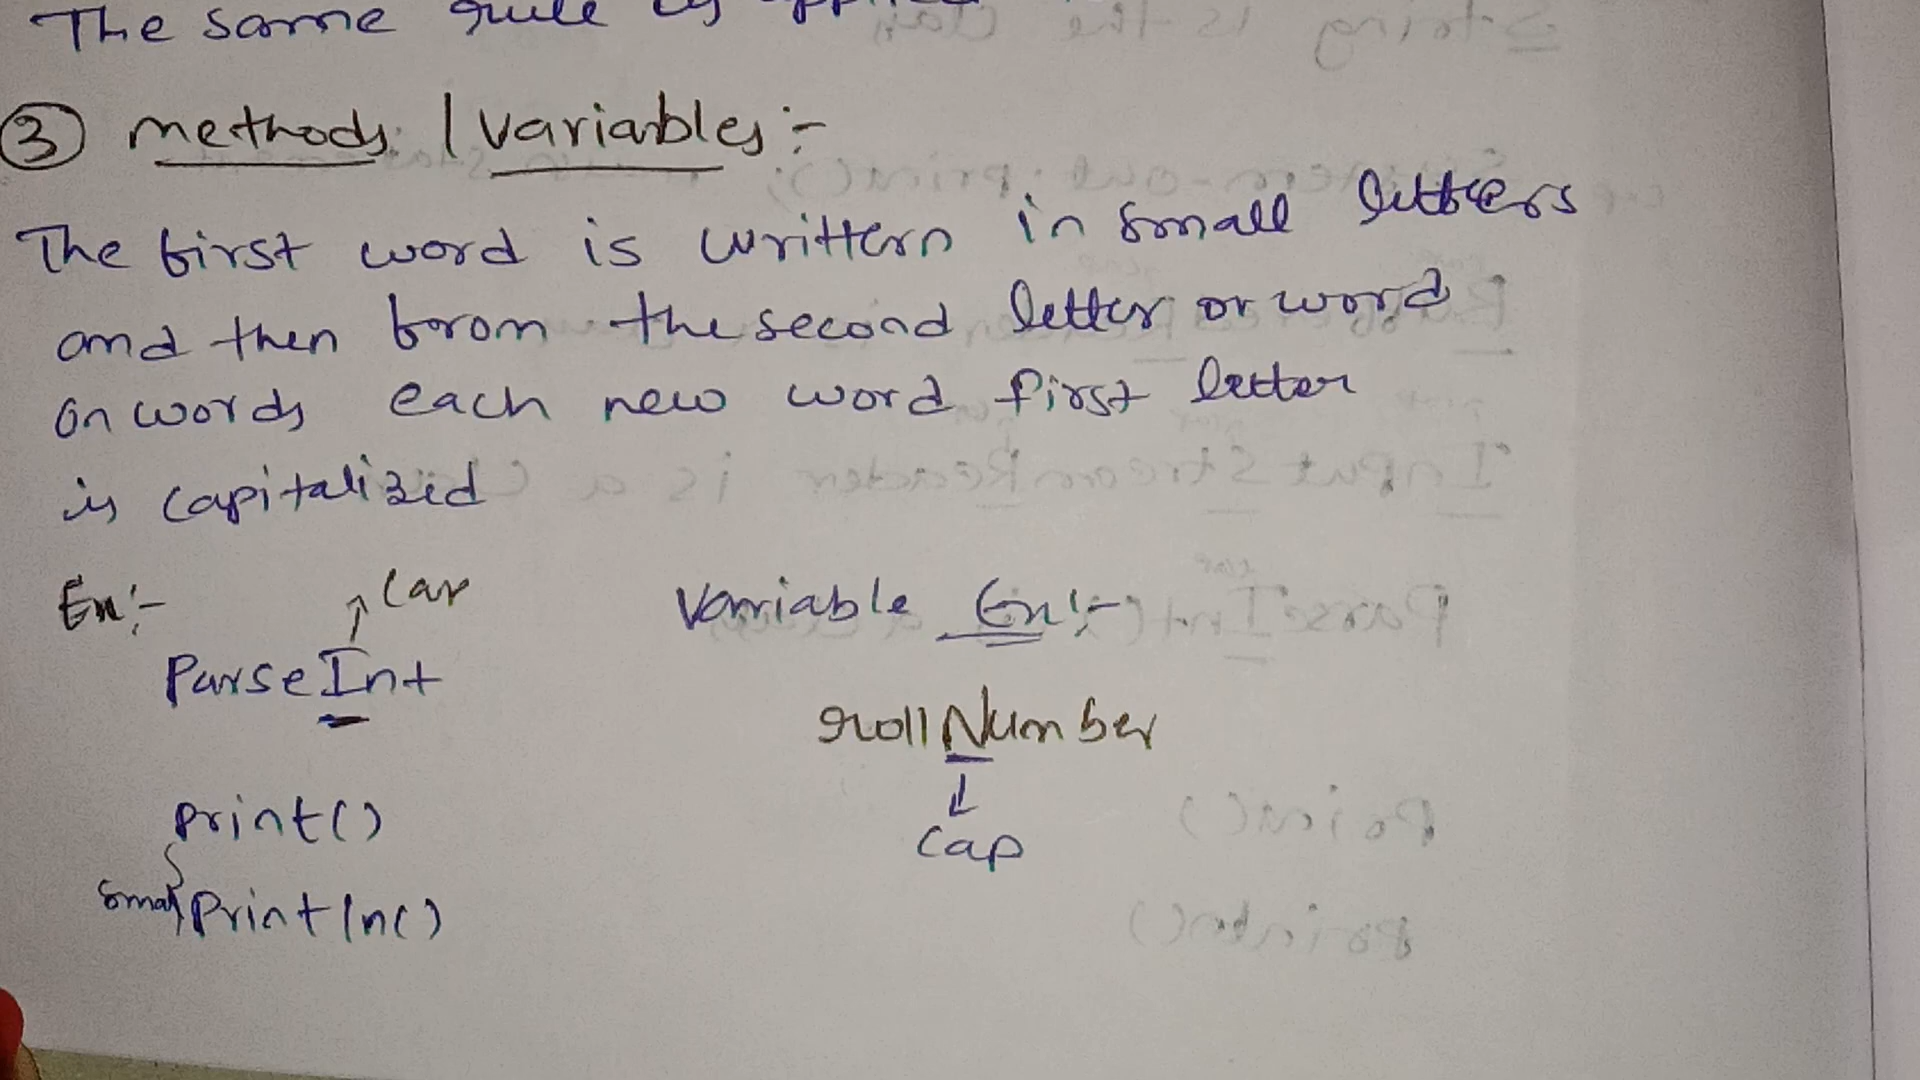 The same rule is
③ methods / variables :-
The first word is written in small letters
and then from the second letter or word
onwords each new word first letter
is capitalized
Ex:-
cap
Variable Ex:-
ParseInt
rollNumber
print()
cap
small println()